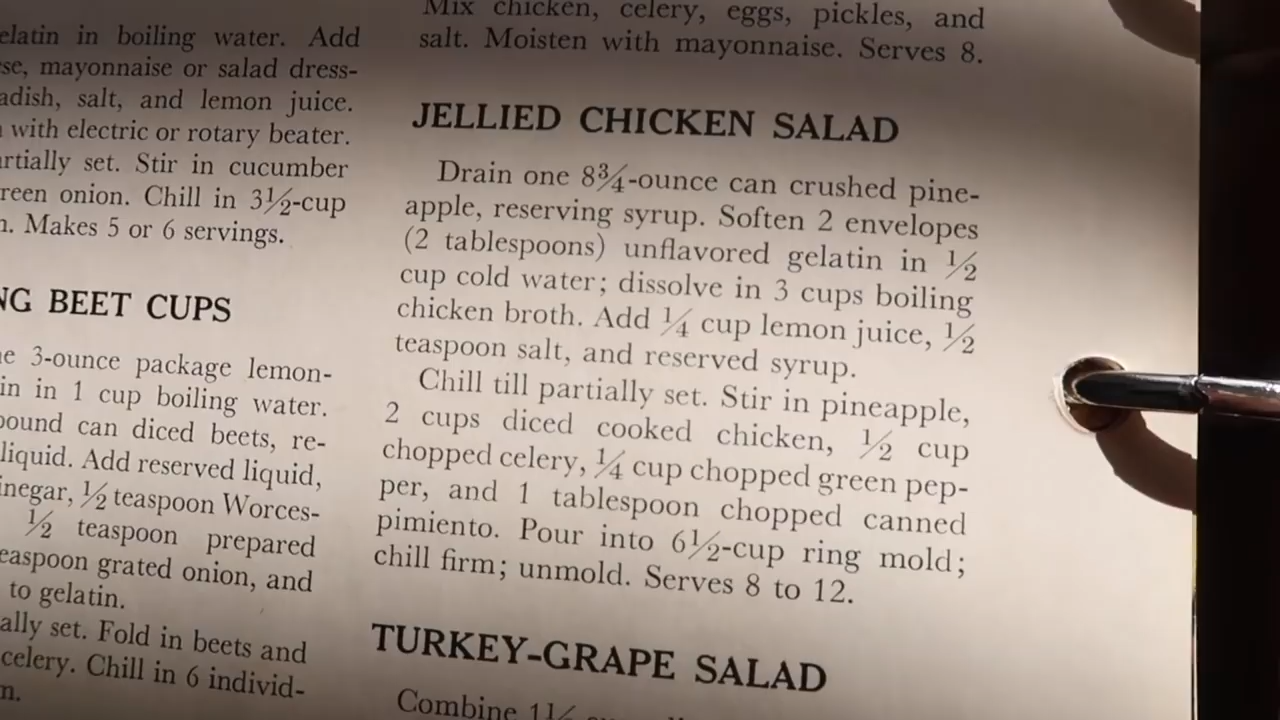 elatin in boiling water. Add
se, mayonnaise or salad dress-
adish, salt, and lemon juice.
with electric or rotary beater.
artially set. Stir in cucumber
reen onion. Chill in 3½-cup
n. Makes 5 or 6 servings.
NG BEET CUPS
e 3-ounce package lemon-
in in 1 cup boiling water.
ound can diced beets, re-
liquid. Add reserved liquid,
inegar, ½ teaspoon Worces-
½ teaspoon prepared
easpoon grated onion, and
to gelatin.
ally set. Fold in beets and
celery. Chill in 6 individ-
n.
Mix chicken, celery, eggs, pickles, and
salt. Moisten with mayonnaise. Serves 8.
JELLIED CHICKEN SALAD
Drain one 8¾-ounce can crushed pine-
apple, reserving syrup. Soften 2 envelopes
(2 tablespoons) unflavored gelatin in ½
cup cold water; dissolve in 3 cups boiling
chicken broth. Add ¼ cup lemon juice, ½
teaspoon salt, and reserved syrup.
Chill till partially set. Stir in pineapple,
2 cups diced cooked chicken, ½ cup
chopped celery, ¼ cup chopped green pep-
per, and 1 tablespoon chopped canned
pimiento. Pour into 6½-cup ring mold;
chill firm; unmold. Serves 8 to 12.
TURKEY-GRAPE SALAD
Combine